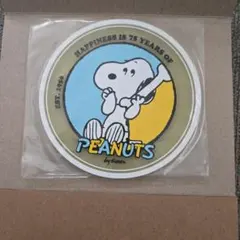 HAPPINESS IS 75 YEARS OF
EST. 1950
PEANUTS
by Schulz